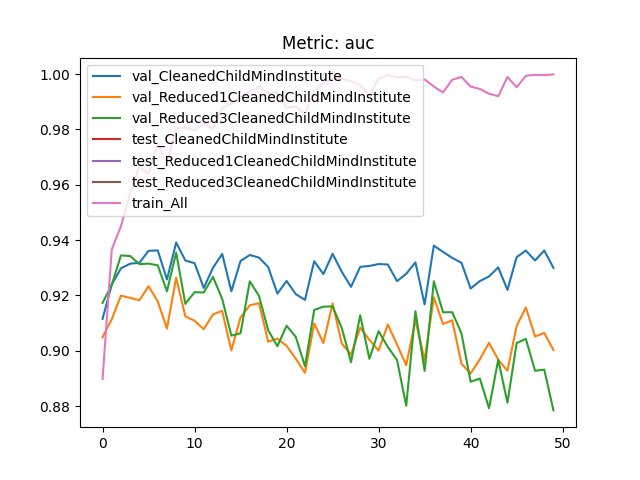 Metric: auc
val_CleanedChildMindInstitute
val_Reduced1CleanedChildMindInstitute
val_Reduced3CleanedChildMindInstitute
test_CleanedChildMindInstitute
test_Reduced1CleanedChildMindInstitute
test_Reduced3CleanedChildMindInstitute
train_All
1.00
0.98
0.96
0.94
0.92
0.90
0.88
0 10 20 30 40 50